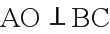 AO ⊥ BC